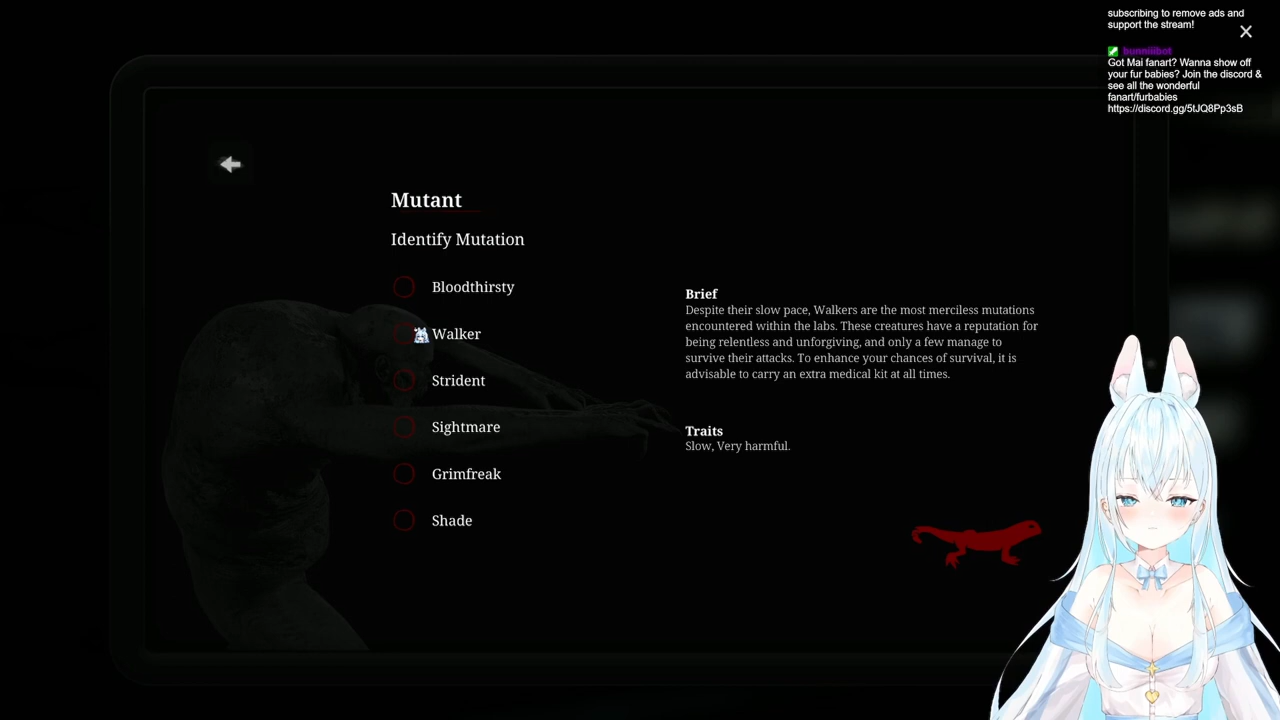 subscribing to remove ads and
support the stream!
bunniiibot
Got Mai fanart? Wanna show off
your fur babies? Join the discord &
see all the wonderful
fanart/furbabies
https://discord.gg/5tJQ8Pp3sB
Mutant
Identify Mutation
Bloodthirsty
Walker
Strident
Sightmare
Grimfreak
Shade
Brief
Despite their slow pace, Walkers are the most merciless mutations
encountered within the labs. These creatures have a reputation for
being relentless and unforgiving, and only a few manage to
survive their attacks. To enhance your chances of survival, it is
advisable to carry an extra medical kit at all times.
Traits
Slow, Very harmful.